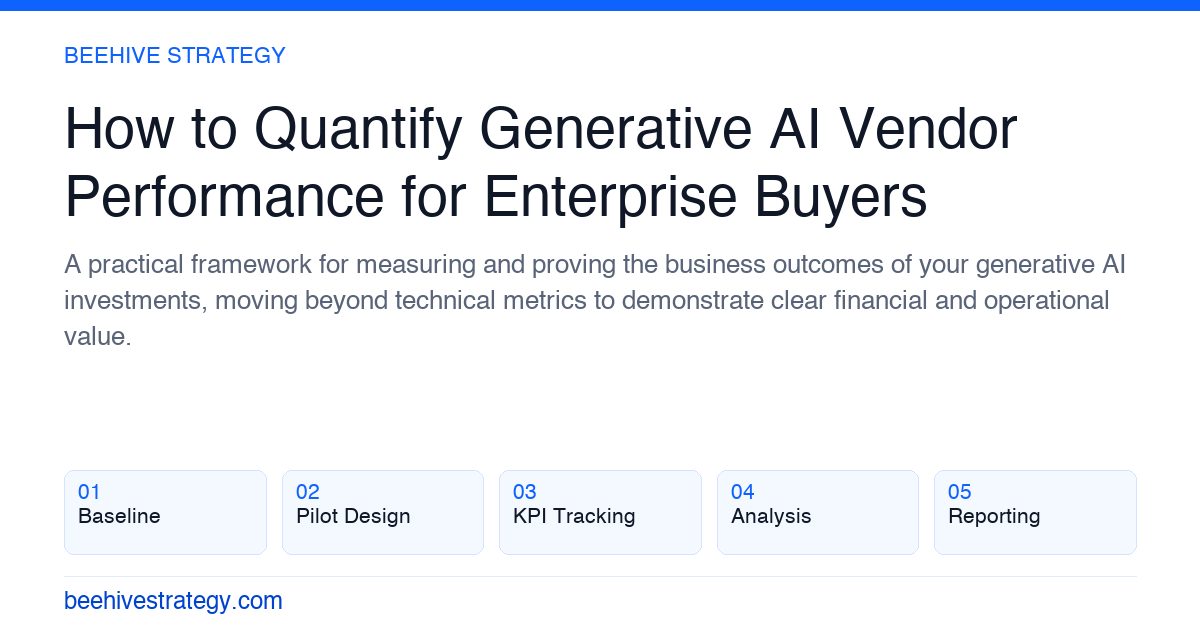 BEEHIVE STRATEGY
How to Quantify Generative AI Vendor
Performance for Enterprise Buyers
A practical framework for measuring and proving the business outcomes of your generative AI
investments, moving beyond technical metrics to demonstrate clear financial and operational
value.
01
Baseline
02
Pilot Design
03
KPI Tracking
04
Analysis
05
Reporting
beehivestrategy.com